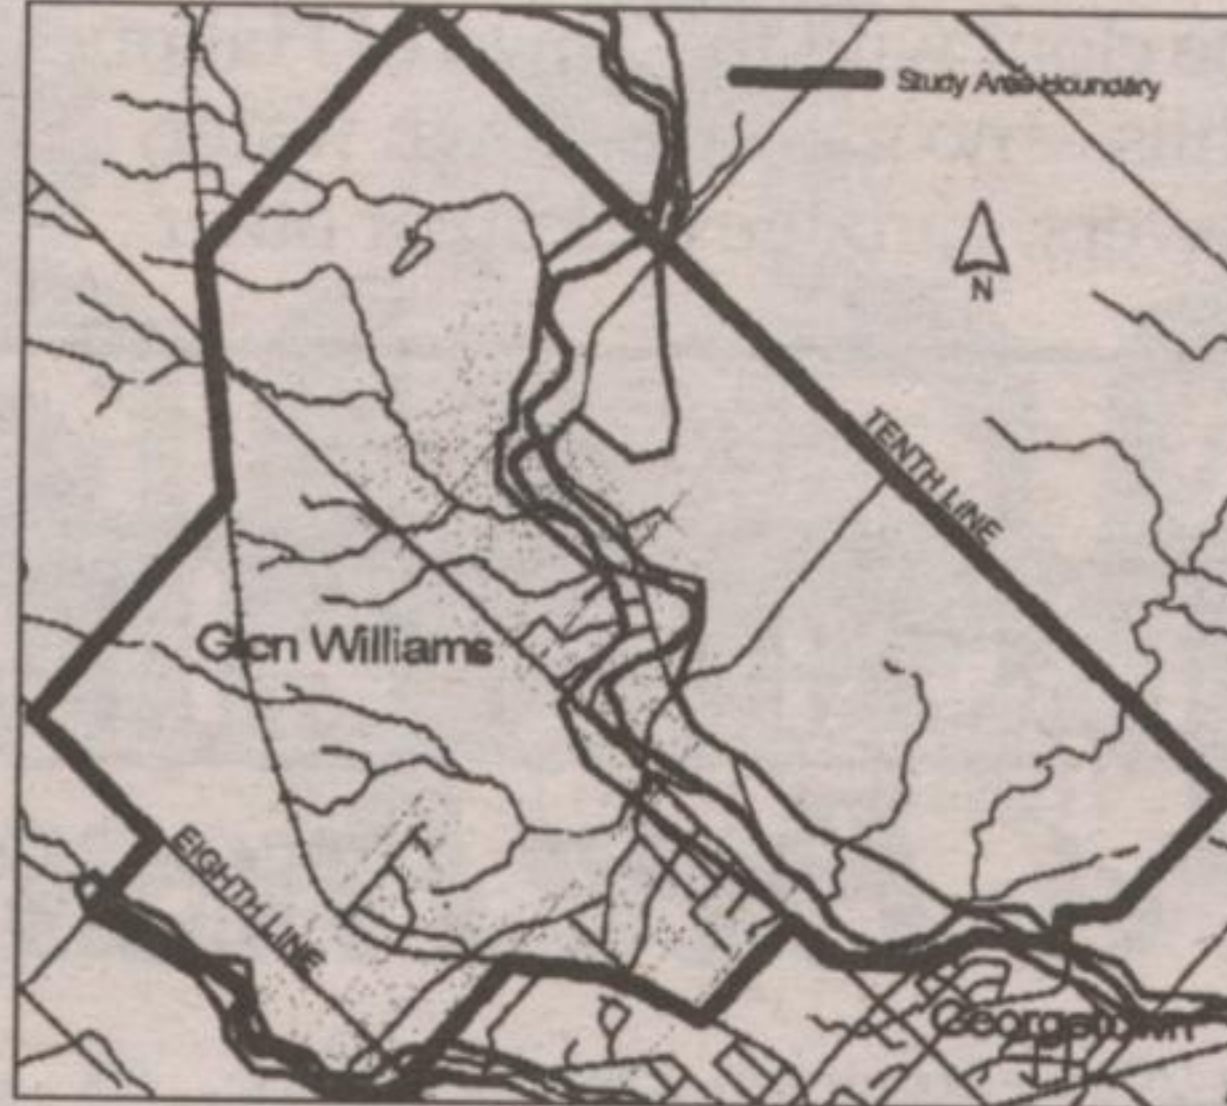 Study Area Boundary
N
TENTH LINE
Glen Williams
EIGHTH LINE
Georgetown